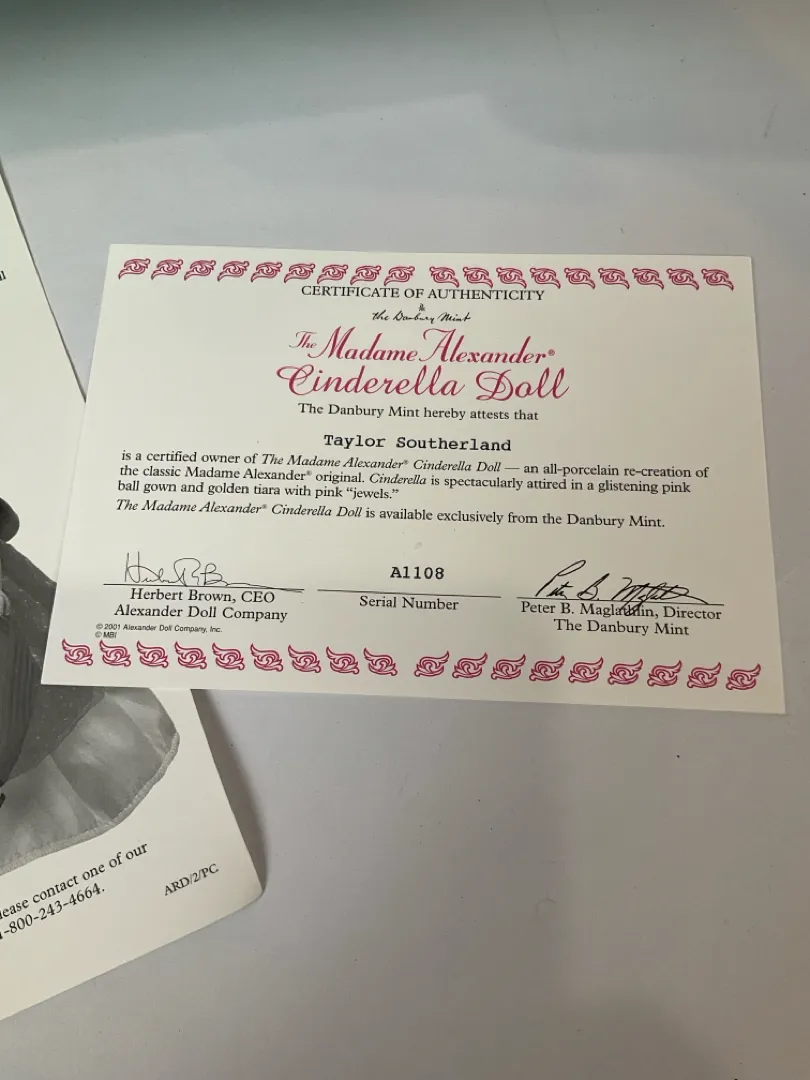 CERTIFICATE OF AUTHENTICITY
&
the Danbury Mint
The Madame Alexander®
Cinderella Doll
The Danbury Mint hereby attests that
Taylor Southerland
is a certified owner of The Madame Alexander® Cinderella Doll — an all-porcelain re-creation of
the classic Madame Alexander® original. Cinderella is spectacularly attired in a glistening pink
ball gown and golden tiara with pink “jewels.”
The Madame Alexander® Cinderella Doll is available exclusively from the Danbury Mint.
Herbert Brown, CEO
Alexander Doll Company
© 2001 Alexander Doll Company, Inc.
© MBI
A1108
Serial Number
Peter B. Maglathlin, Director
The Danbury Mint
contact one of our
1-800-243-4664.
ARD/2/PC